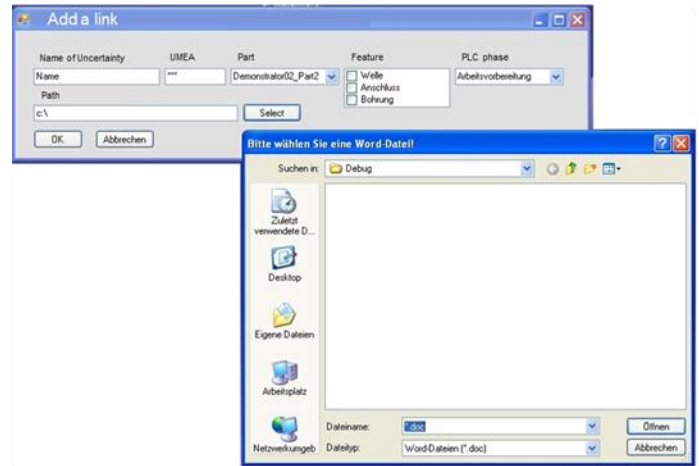 Add a link
Name of Uncertainty UMEA Part Feature PLC phase
Name *** Demonstrator02_Part2 Welle Arbeitsvorbereitung
Anschluss
Bohrung
Path
c:\ Select
OK Abbrechen
Bitte wählen Sie eine Word-Datei!
Suchen in: Debug
Zuletzt
verwendete D...
Desktop
Eigene Dateien
Arbeitsplatz
Netzwerkumgeb
Dateiname: *.doc Öffnen
Dateityp: Word-Dateien (*.doc) Abbrechen